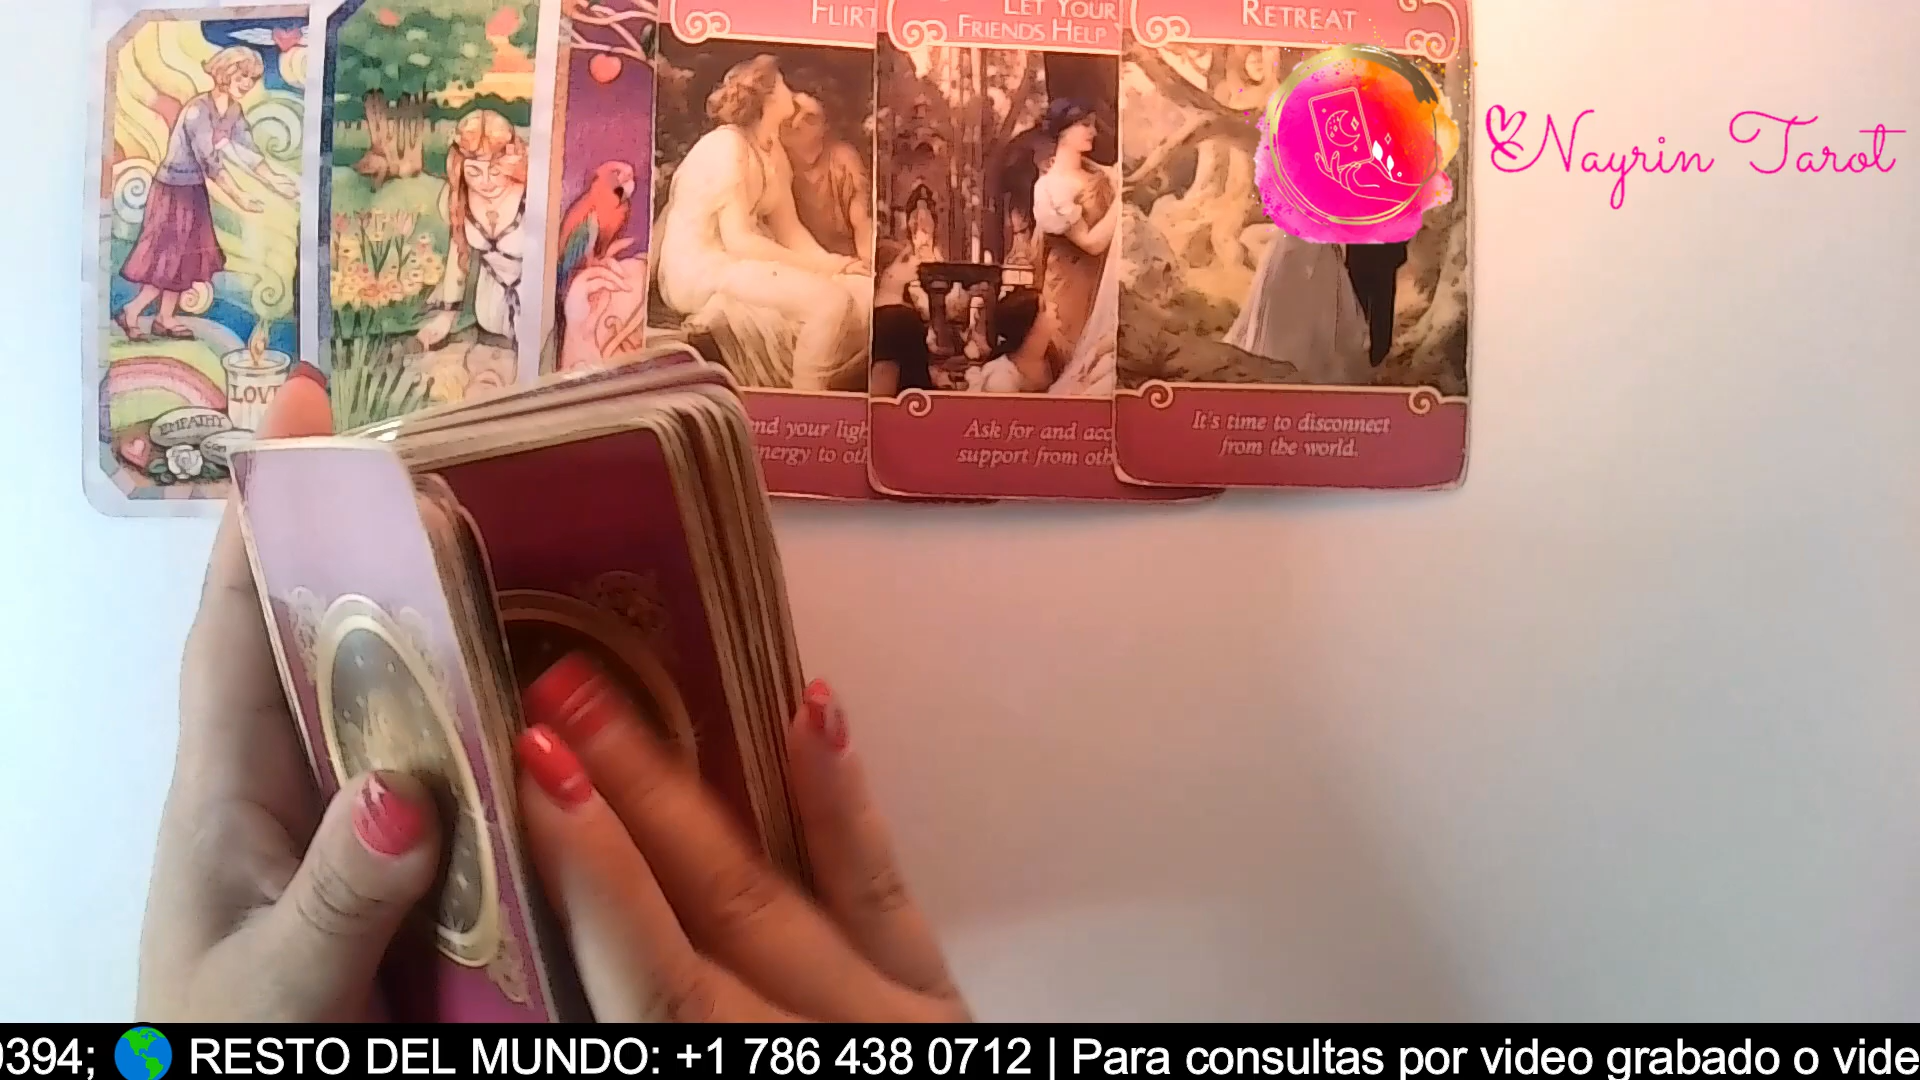 FLIRT
LET YOUR
FRIENDS HELP
RETREAT
Nayrin Tarot
LOVE
EMPATHY
nd your ligh
nergy to oth
Ask for and acc
support from oth
It's time to disconnect
from the world.
0394; RESTO DEL MUNDO: +1 786 438 0712 | Para consultas por video grabado o vide